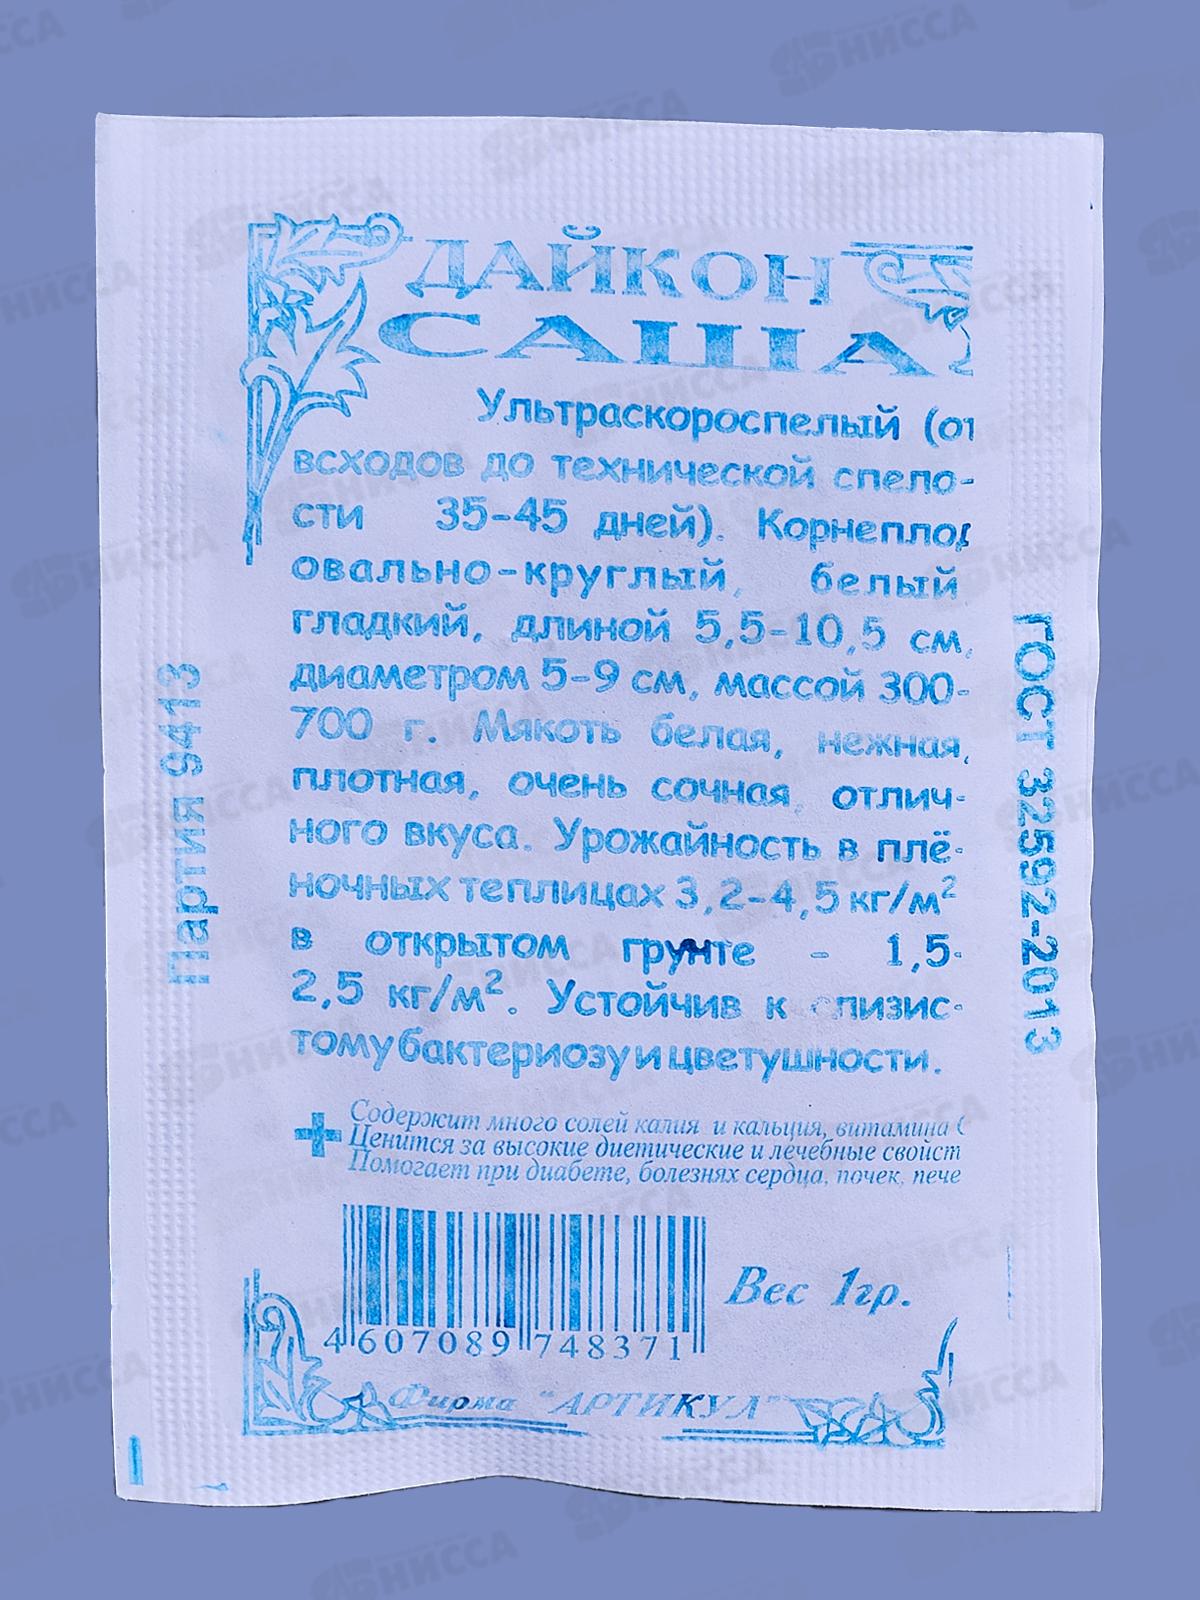 ДАЙКОН
САША
Ультраскороспелый (от
всходов до технической спело-
сти 35-45 дней). Корнеплод
овально-круглый, белый
гладкий, длиной 5,5-10,5 см,
диаметром 5-9 см, массой 300-
700 г. Мякоть белая, нежная,
плотная, очень сочная, отлич-
ного вкуса. Урожайность в плё-
ночных теплицах 3,2-4,5 кг/м²
в открытом грунте - 1,5-
2,5 кг/м². Устойчив к слизис-
тому бактериозу и цветушности.
Содержит много солей калия и кальция, витамина С
Ценится за высокие диетические и лечебные свойст
Помогает при диабете, болезнях сердца, почек, пече
4 607089 748371
Вес 1гр.
Фирма "АРТИКУЛ"
Партия 9413
ГОСТ 32592-2013
НИССА